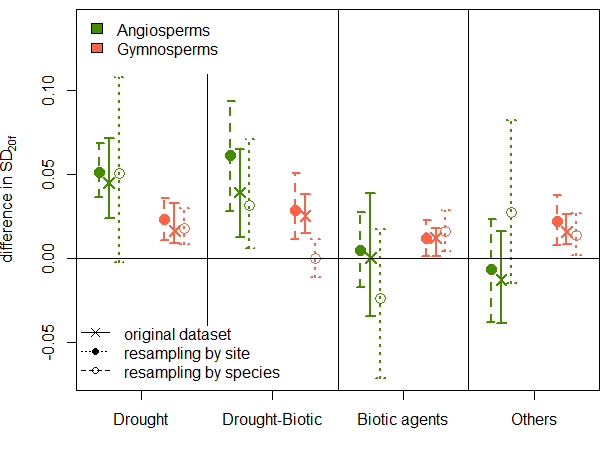 Angiosperms
Gymnosperms
difference in SD20f
0.10
0.05
0.00
-0.05
original dataset
resampling by site
resampling by species
Drought
Drought-Biotic
Biotic agents
Others